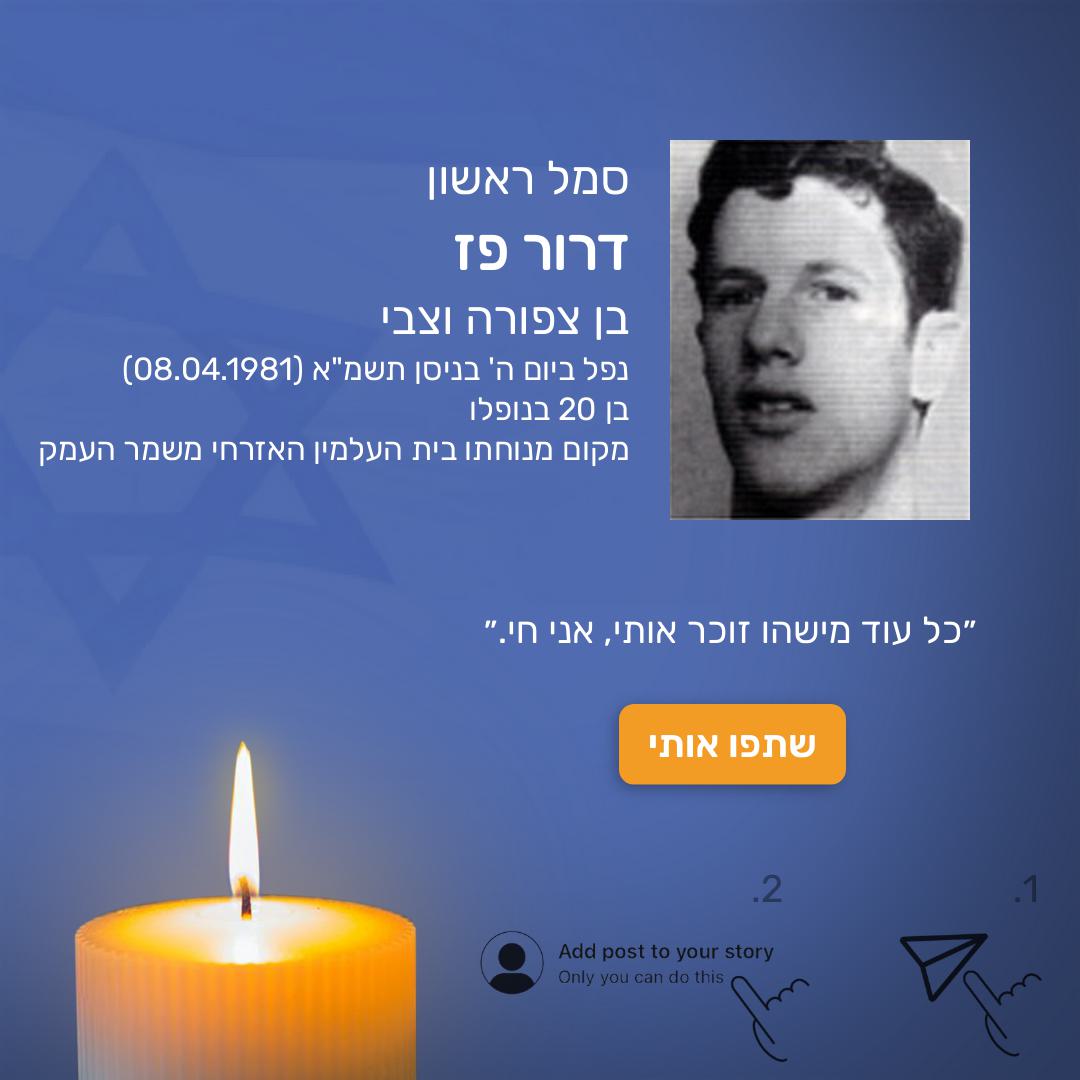 סמל ראשון
דרור פז
בן צפורה וצבי
נפל ביום ה' בניסן תשמ"א (08.04.1981)
בן 20 בנופלו
מקום מנוחתו בית העלמין האזרחי משמר העמק
״כל עוד מישהו זוכר אותי, אני חי.״
שתפו אותי
.1
.2
Add post to your story
Only you can do this